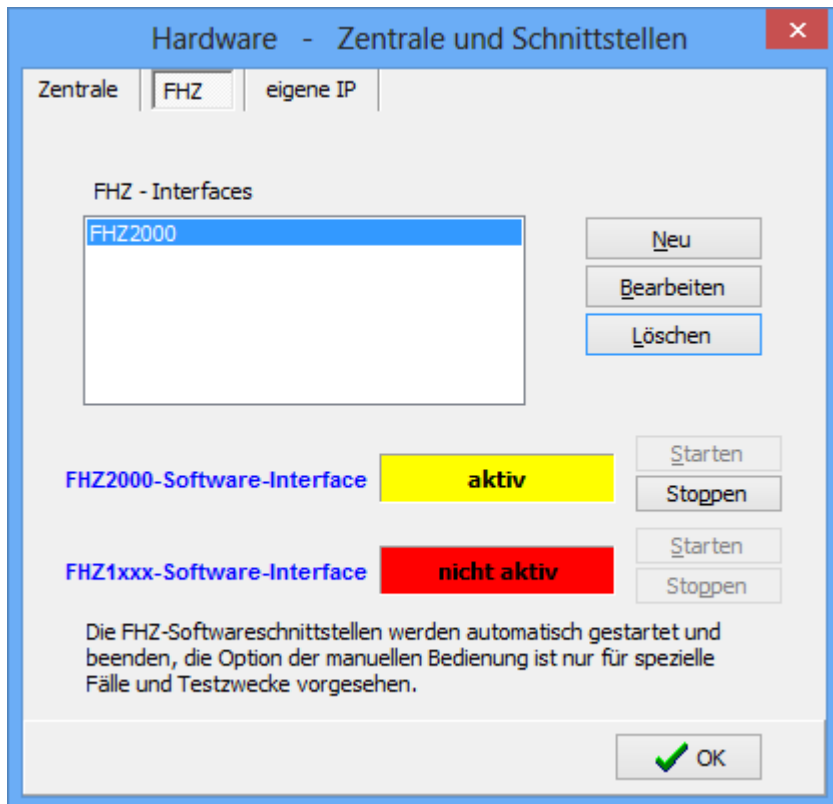 Hardware - Zentrale und Schnittstellen
Zentrale FHZ eigene IP
FHZ - Interfaces
FHZ2000
Neu
Bearbeiten
Löschen
FHZ2000-Software-Interface aktiv
Starten
Stoppen
FHZ1xxx-Software-Interface nicht aktiv
Starten
Stoppen
Die FHZ-Softwareschnittstellen werden automatisch gestartet und
beenden, die Option der manuellen Bedienung ist nur für spezielle
Fälle und Testzwecke vorgesehen.
OK